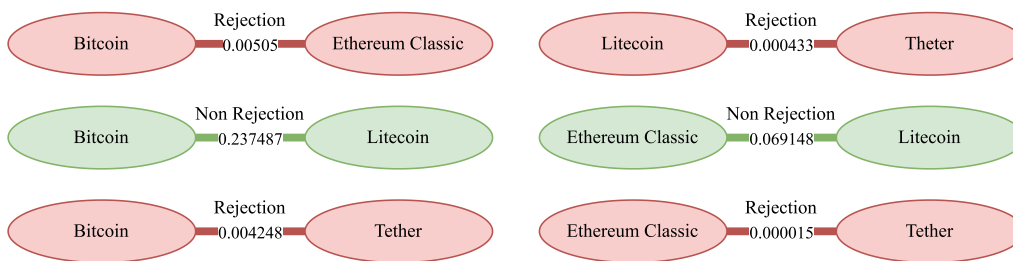 Rejection
Bitcoin 0.00505 Ethereum Classic
Rejection
Litecoin 0.000433 Theter
Non Rejection
Bitcoin 0.237487 Litecoin
Non Rejection
Ethereum Classic 0.069148 Litecoin
Rejection
Bitcoin 0.004248 Tether
Rejection
Ethereum Classic 0.000015 Tether